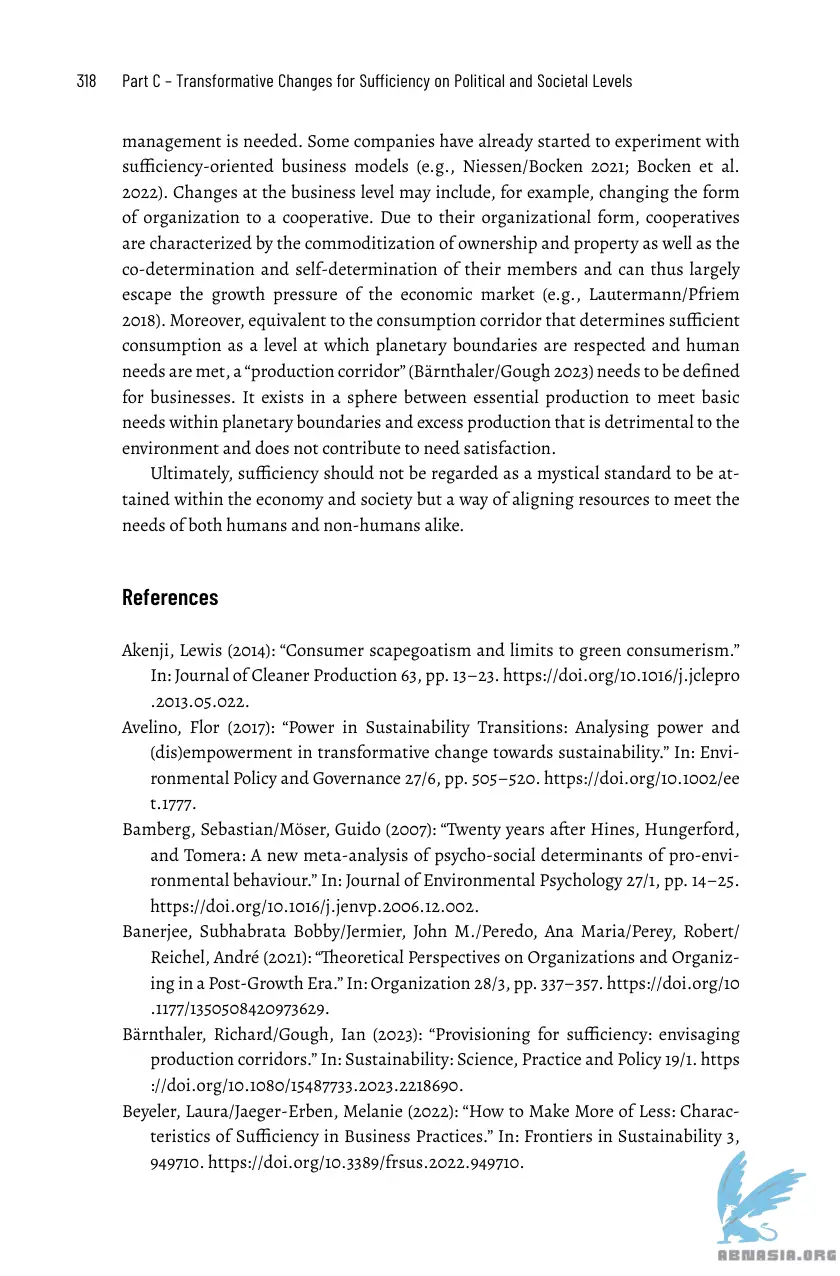 318 Part C – Transformative Changes for Sufficiency on Political and Societal Levels
management is needed. Some companies have already started to experiment with
sufficiency-oriented business models (e.g., Niessen/Bocken 2021; Bocken et al.
2022). Changes at the business level may include, for example, changing the form
of organization to a cooperative. Due to their organizational form, cooperatives
are characterized by the commoditization of ownership and property as well as the
co-determination and self-determination of their members and can thus largely
escape the growth pressure of the economic market (e.g., Lautermann/Pfriem
2018). Moreover, equivalent to the consumption corridor that determines sufficient
consumption as a level at which planetary boundaries are respected and human
needs are met, a “production corridor” (Bärnthaler/Gough 2023) needs to be defined
for businesses. It exists in a sphere between essential production to meet basic
needs within planetary boundaries and excess production that is detrimental to the
environment and does not contribute to need satisfaction.
Ultimately, sufficiency should not be regarded as a mystical standard to be at-
tained within the economy and society but a way of aligning resources to meet the
needs of both humans and non-humans alike.
References
Akenji, Lewis (2014): “Consumer scapegoatism and limits to green consumerism.”
In: Journal of Cleaner Production 63, pp. 13–23. https://doi.org/10.1016/j.jclepro
.2013.05.022.
Avelino, Flor (2017): “Power in Sustainability Transitions: Analysing power and
(dis)empowerment in transformative change towards sustainability.” In: Envi-
ronmental Policy and Governance 27/6, pp. 505–520. https://doi.org/10.1002/ee
t.1777.
Bamberg, Sebastian/Möser, Guido (2007): “Twenty years after Hines, Hungerford,
and Tomera: A new meta-analysis of psycho-social determinants of pro-envi-
ronmental behaviour.” In: Journal of Environmental Psychology 27/1, pp. 14–25.
https://doi.org/10.1016/j.jenvp.2006.12.002.
Banerjee, Subhabrata Bobby/Jermier, John M./Peredo, Ana Maria/Perey, Robert/
Reichel, André (2021): “Theoretical Perspectives on Organizations and Organiz-
ing in a Post-Growth Era.” In: Organization 28/3, pp. 337–357. https://doi.org/10
.1177/1350508420973629.
Bärnthaler, Richard/Gough, Ian (2023): “Provisioning for sufficiency: envisaging
production corridors.” In: Sustainability: Science, Practice and Policy 19/1. https
://doi.org/10.1080/15487733.2023.2218690.
Beyeler, Laura/Jaeger-Erben, Melanie (2022): “How to Make More of Less: Charac-
teristics of Sufficiency in Business Practices.” In: Frontiers in Sustainability 3,
949710. https://doi.org/10.3389/frsus.2022.949710.
ABNASIA.ORG